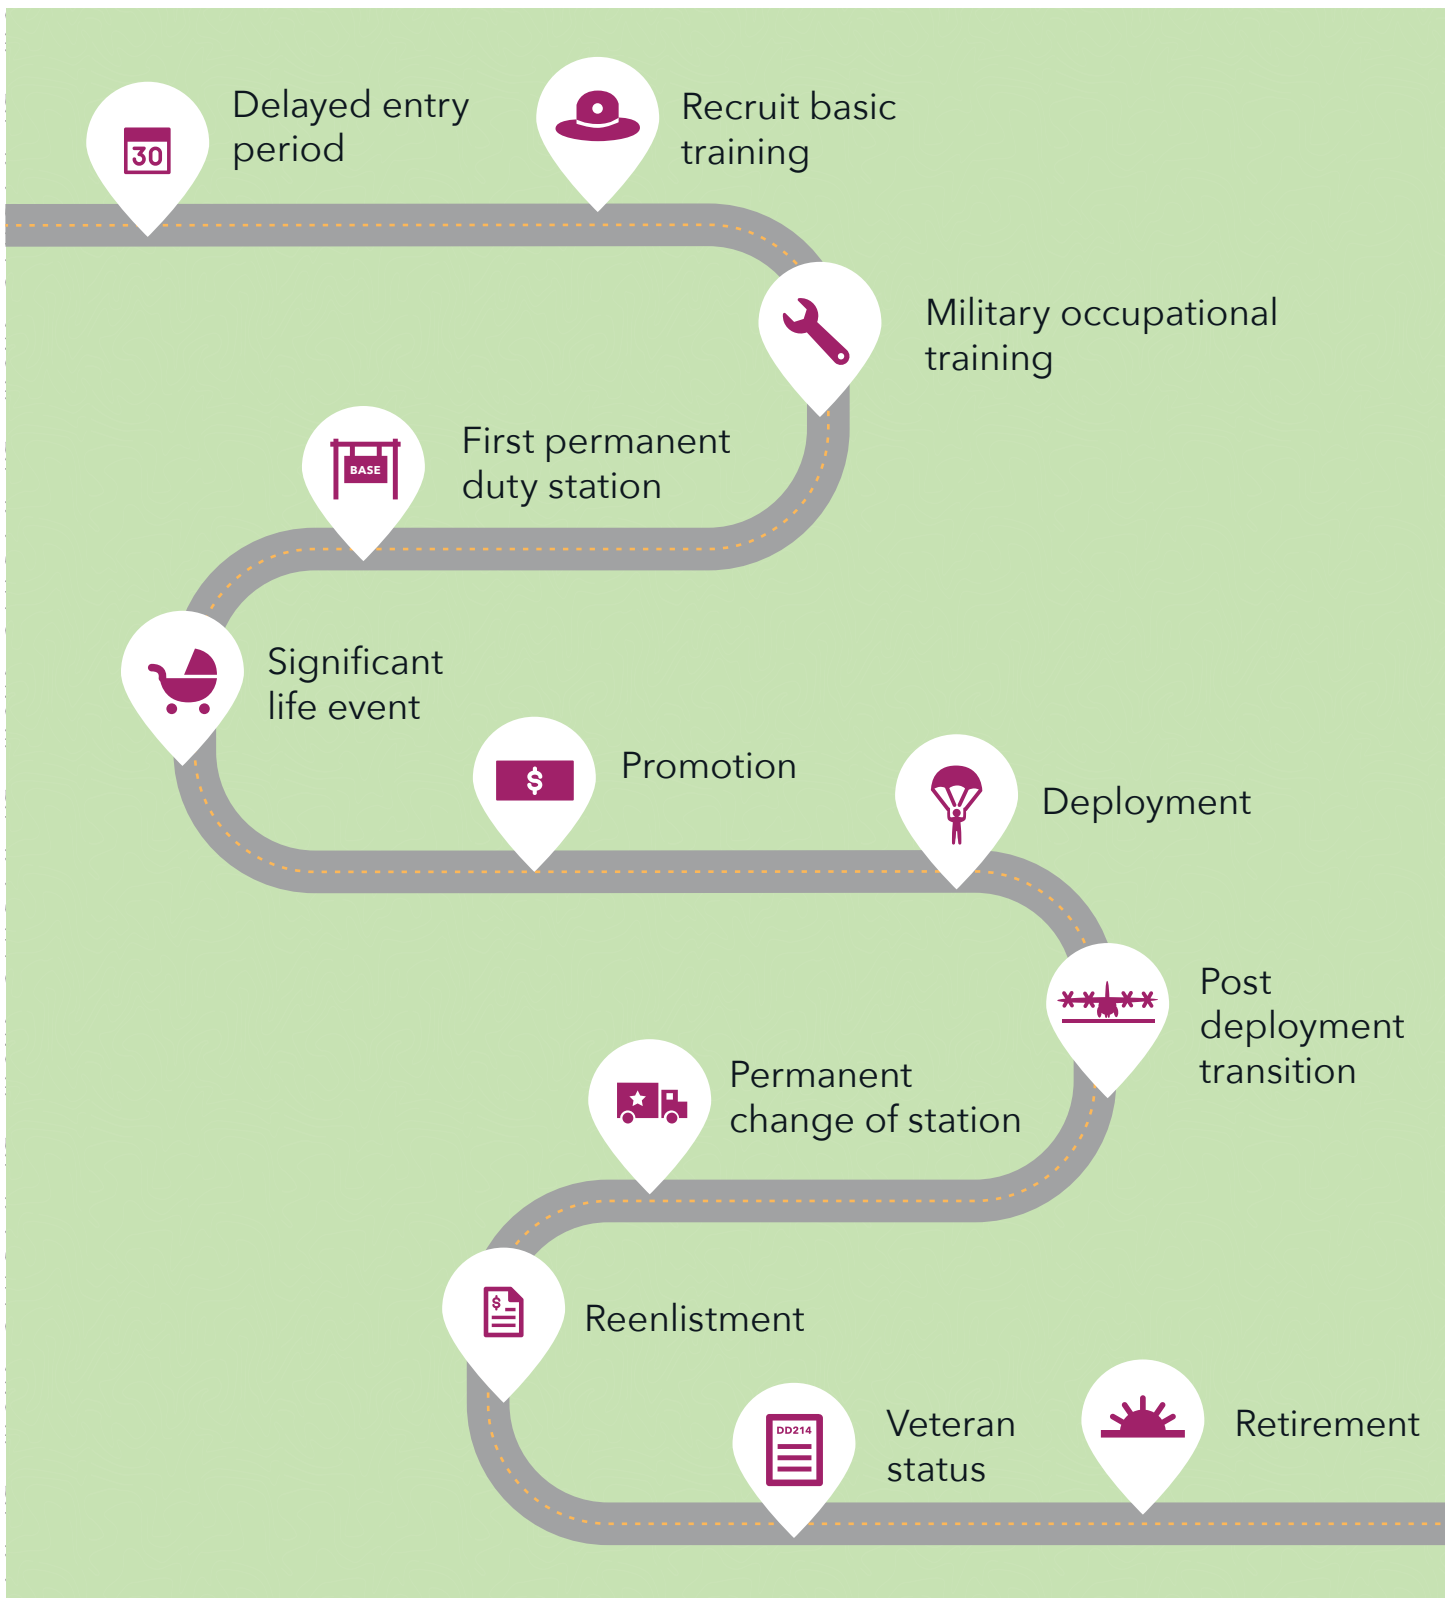 Delayed entry
period
30
Recruit basic
training
Military occupational
training
First permanent
duty station
BASE
Significant
life event
Promotion
$
Deployment
Post
deployment
transition
Permanent
change of station
$
Reenlistment
DD214
Veteran
status
Retirement